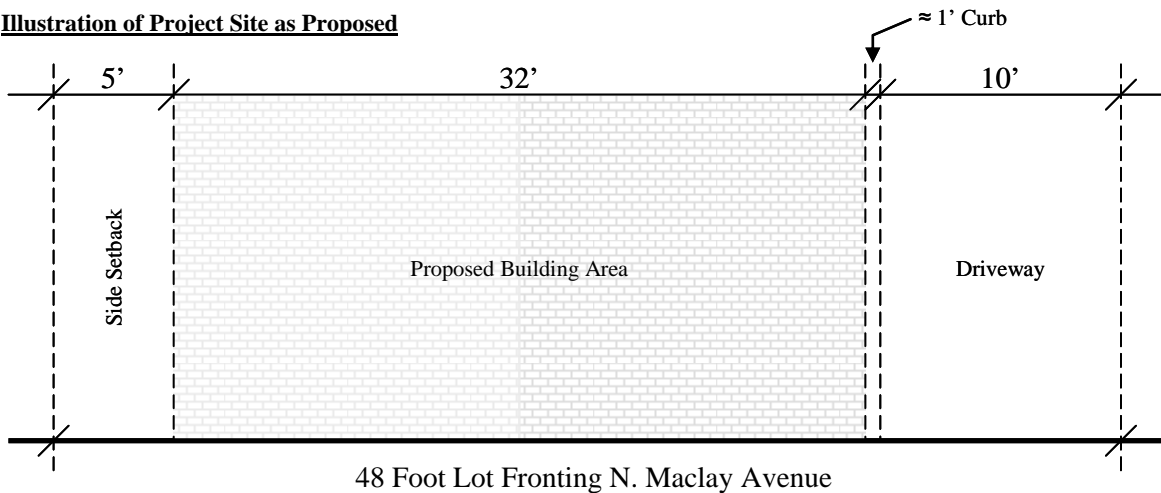 Illustration of Project Site as Proposed
≈ 1’ Curb
5’
32’
10’
Side Setback
Proposed Building Area
Driveway
48 Foot Lot Fronting N. Maclay Avenue